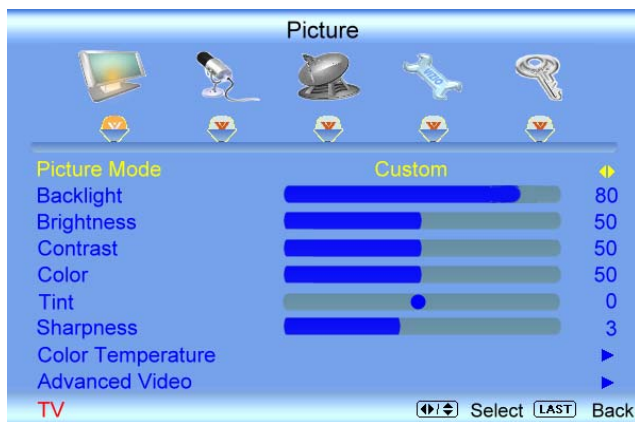 Picture
VIZIO
Picture Mode Custom
Backlight 80
Brightness 50
Contrast 50
Color 50
Tint 0
Sharpness 3
Color Temperature
Advanced Video
TV Select LAST Back